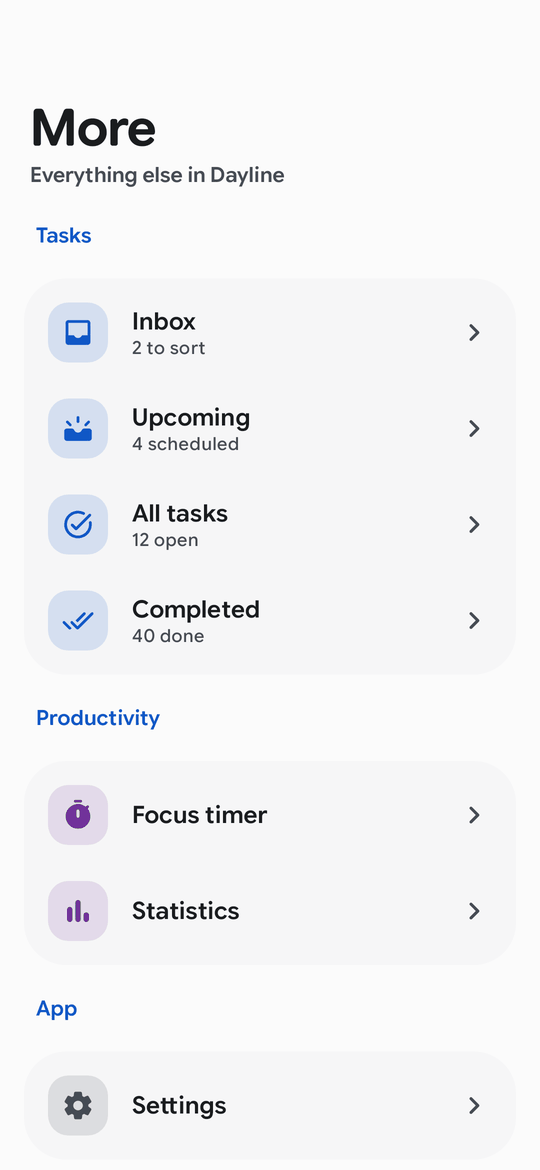 More
Everything else in Dayline
Tasks
Inbox
2 to sort
Upcoming
4 scheduled
All tasks
12 open
Completed
40 done
Productivity
Focus timer
Statistics
App
Settings